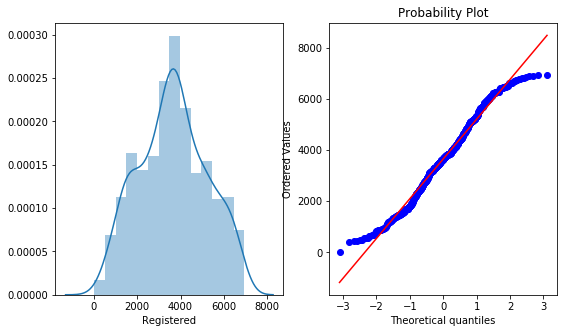 0.00030
0.00025
0.00020
0.00015
0.00010
0.00005
0.00000
0 2000 4000 6000 8000
Registered
Probability Plot
8000
6000
4000
2000
0
Ordered Values
−3 −2 −1 0 1 2 3
Theoretical quantiles